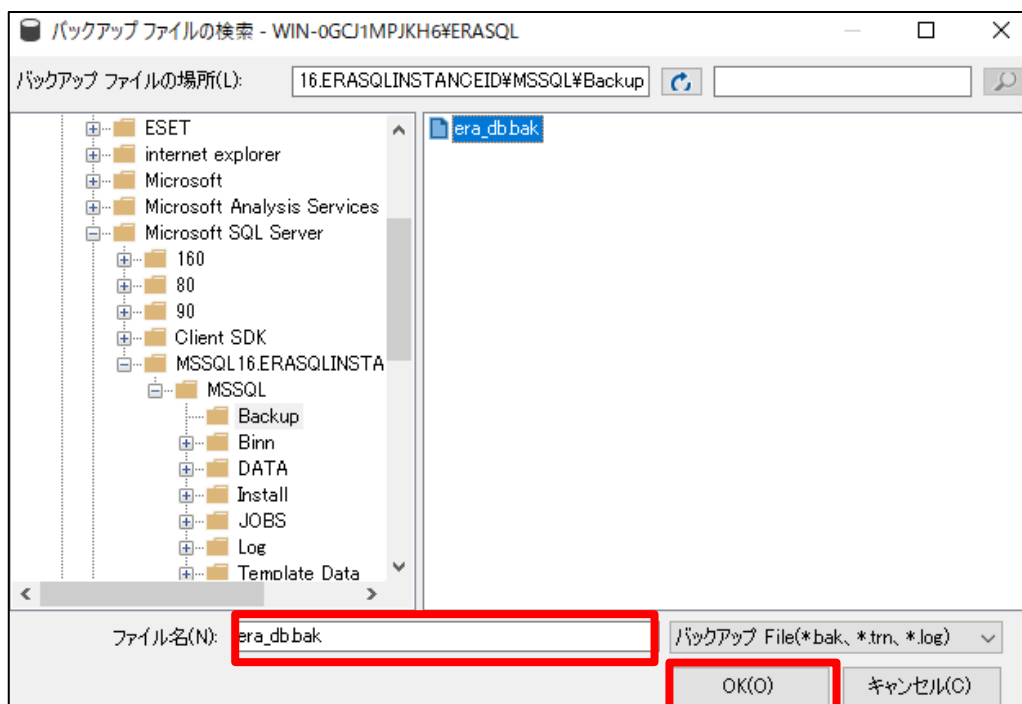 バックアップ ファイルの検索 - WIN-0GCJ1MPJKH6¥ERASQL
バックアップ ファイルの場所(L):
16.ERASQLINSTANCEID¥MSSQL¥Backup
ESET
internet explorer
Microsoft
Microsoft Analysis Services
Microsoft SQL Server
160
80
90
Client SDK
MSSQL16.ERASQLINSTA
MSSQL
Backup
Binn
DATA
Install
JOBS
Log
Template Data
era_db.bak
ファイル名(N):
era_db.bak
バックアップ File(*.bak、*.trn、*.log)
OK(O)
キャンセル(C)